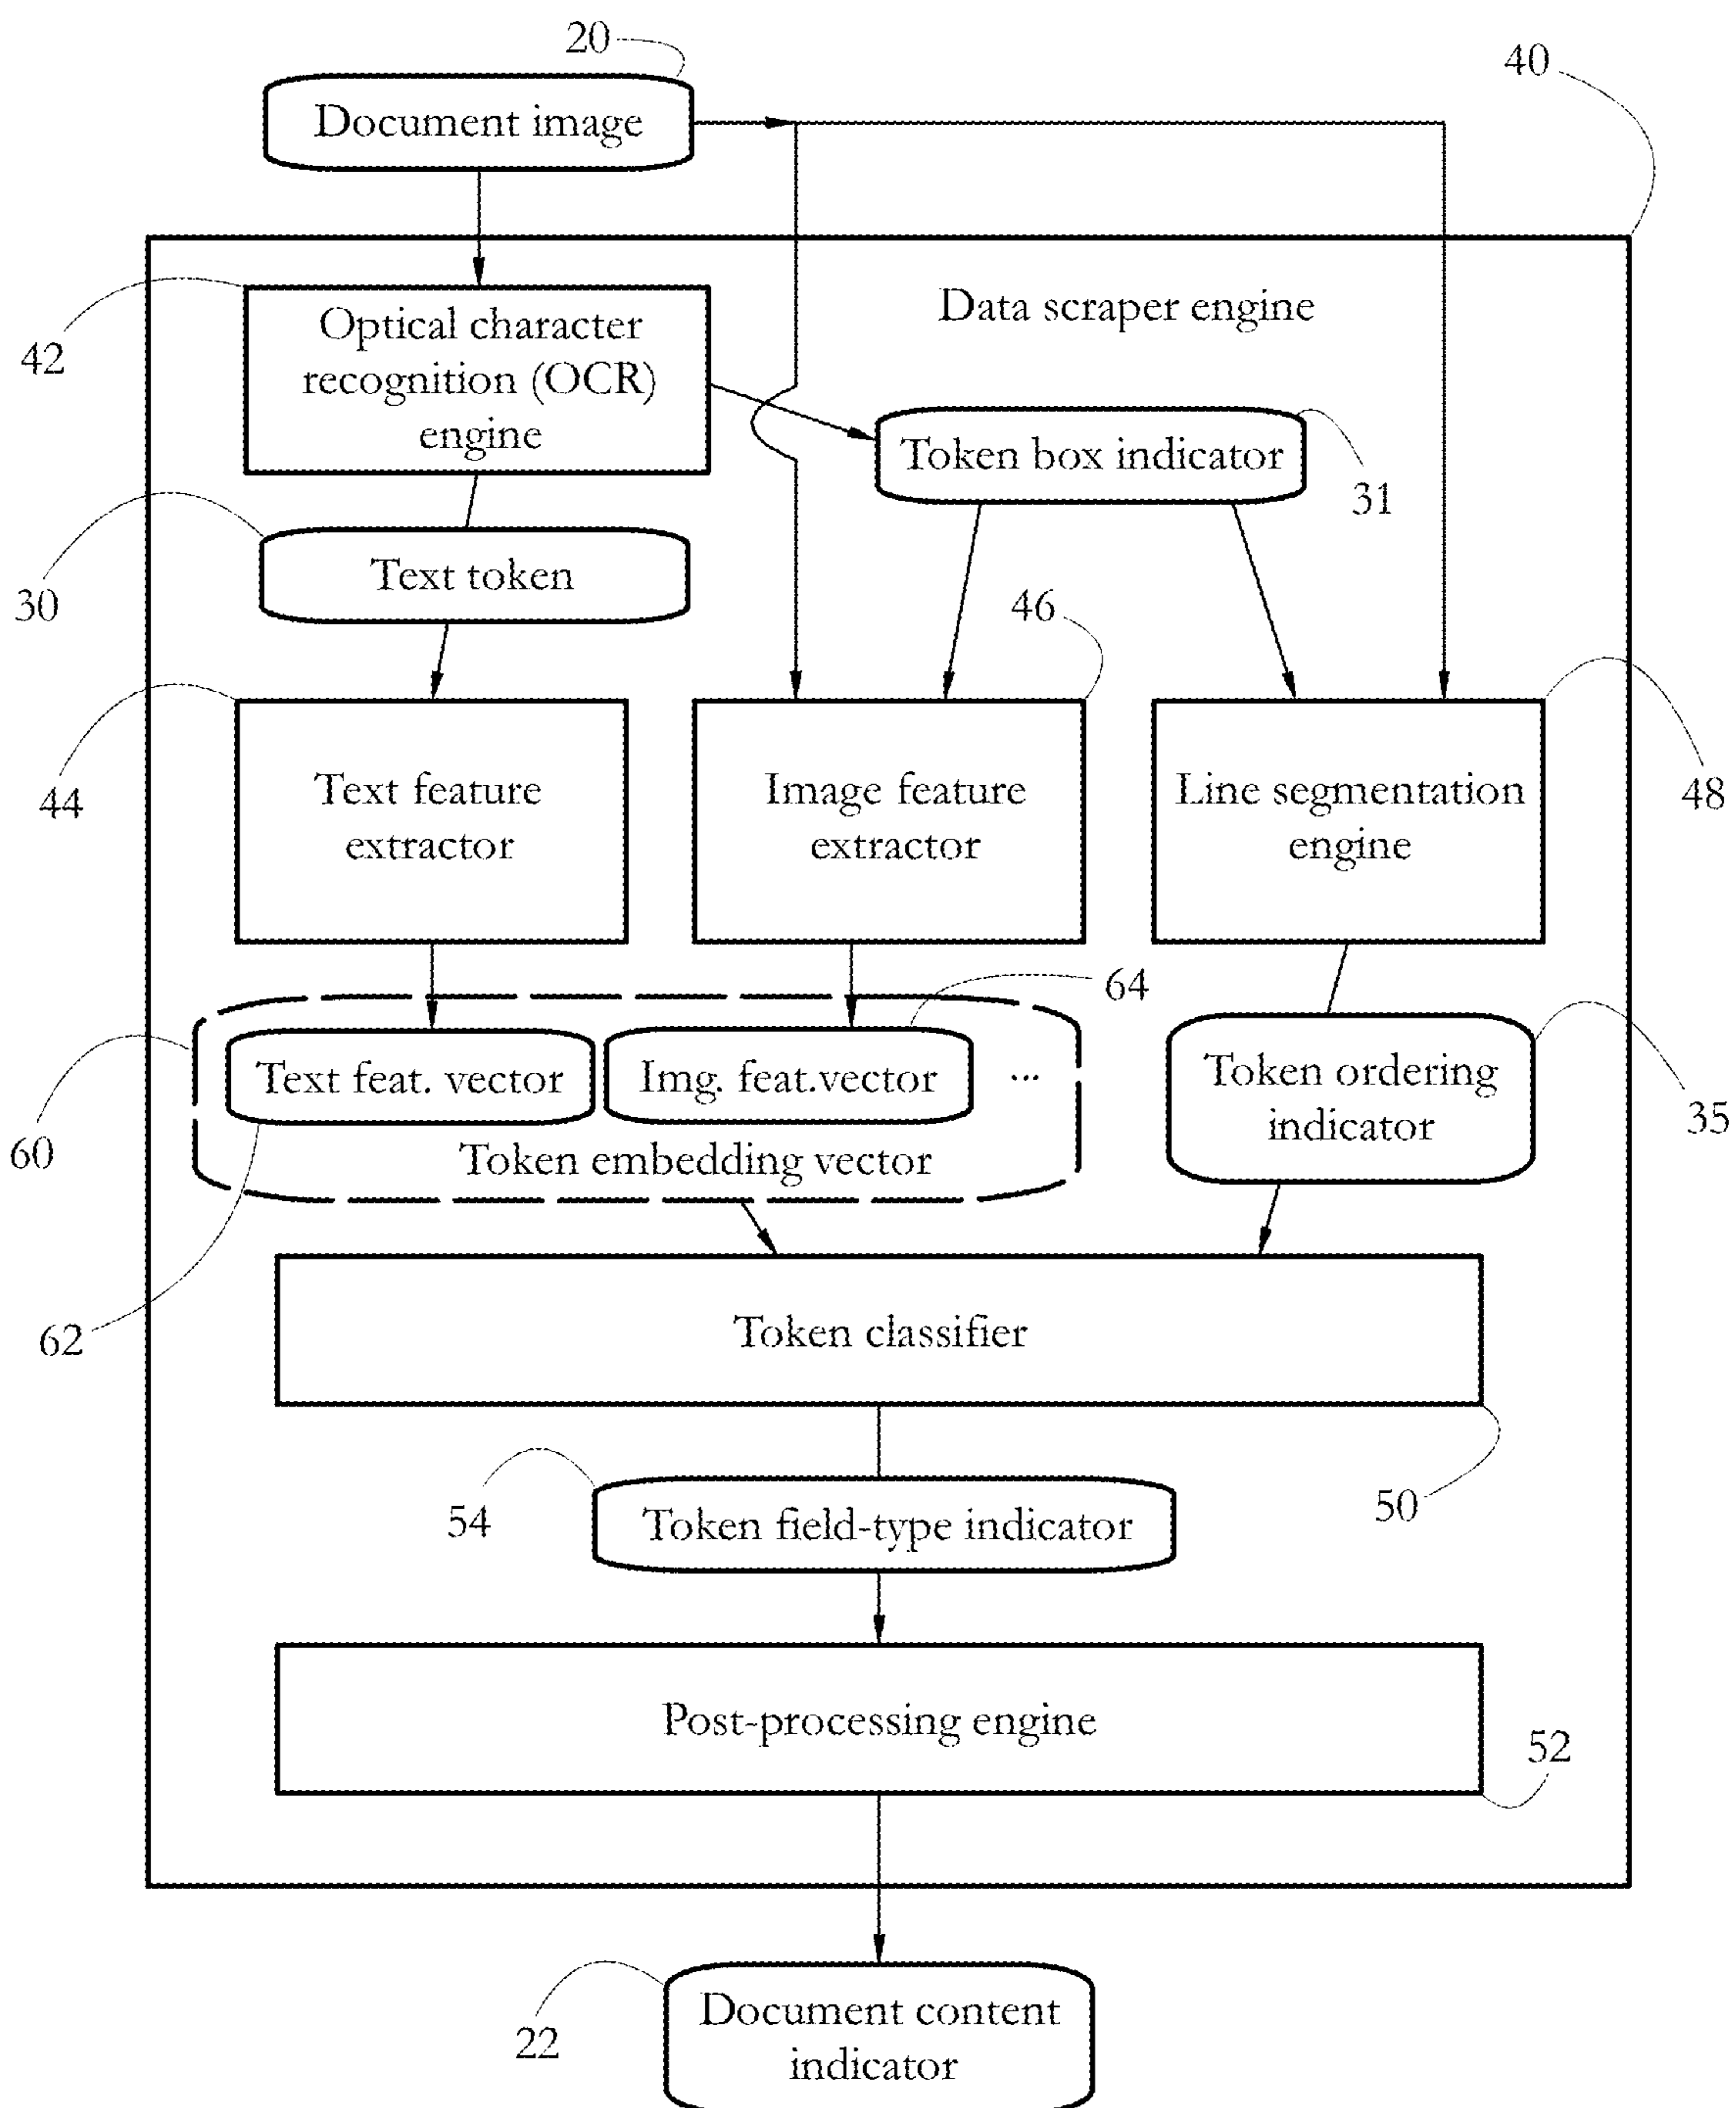 20
40
Document image
Data scraper engine
42
Optical character
recognition (OCR)
engine
Token box indicator
31
30
Text token
46
44
Text feature
extractor
Image feature
extractor
Line segmentation
engine
48
64
60
Text feat. vector
Img. feat.vector
...
Token embedding vector
Token ordering
indicator
35
62
Token classifier
54
Token field-type indicator
50
Post-processing engine
52
22
Document content
indicator